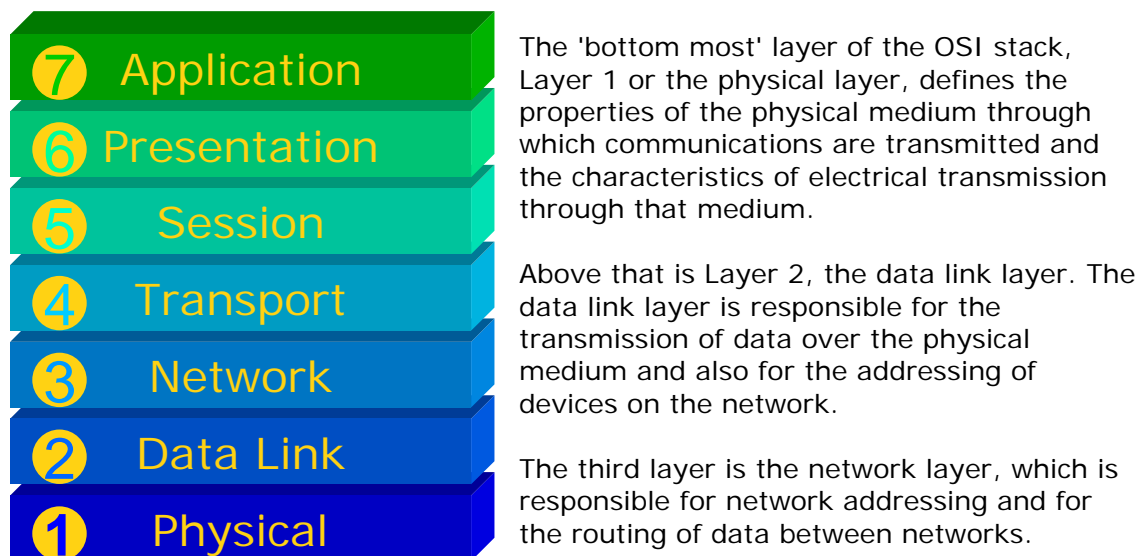 7 Application
6 Presentation
5 Session
4 Transport
3 Network
2 Data Link
1 Physical
The 'bottom most' layer of the OSI stack,
Layer 1 or the physical layer, defines the
properties of the physical medium through
which communications are transmitted and
the characteristics of electrical transmission
through that medium.
Above that is Layer 2, the data link layer. The
data link layer is responsible for the
transmission of data over the physical
medium and also for the addressing of
devices on the network.
The third layer is the network layer, which is
responsible for network addressing and for
the routing of data between networks.